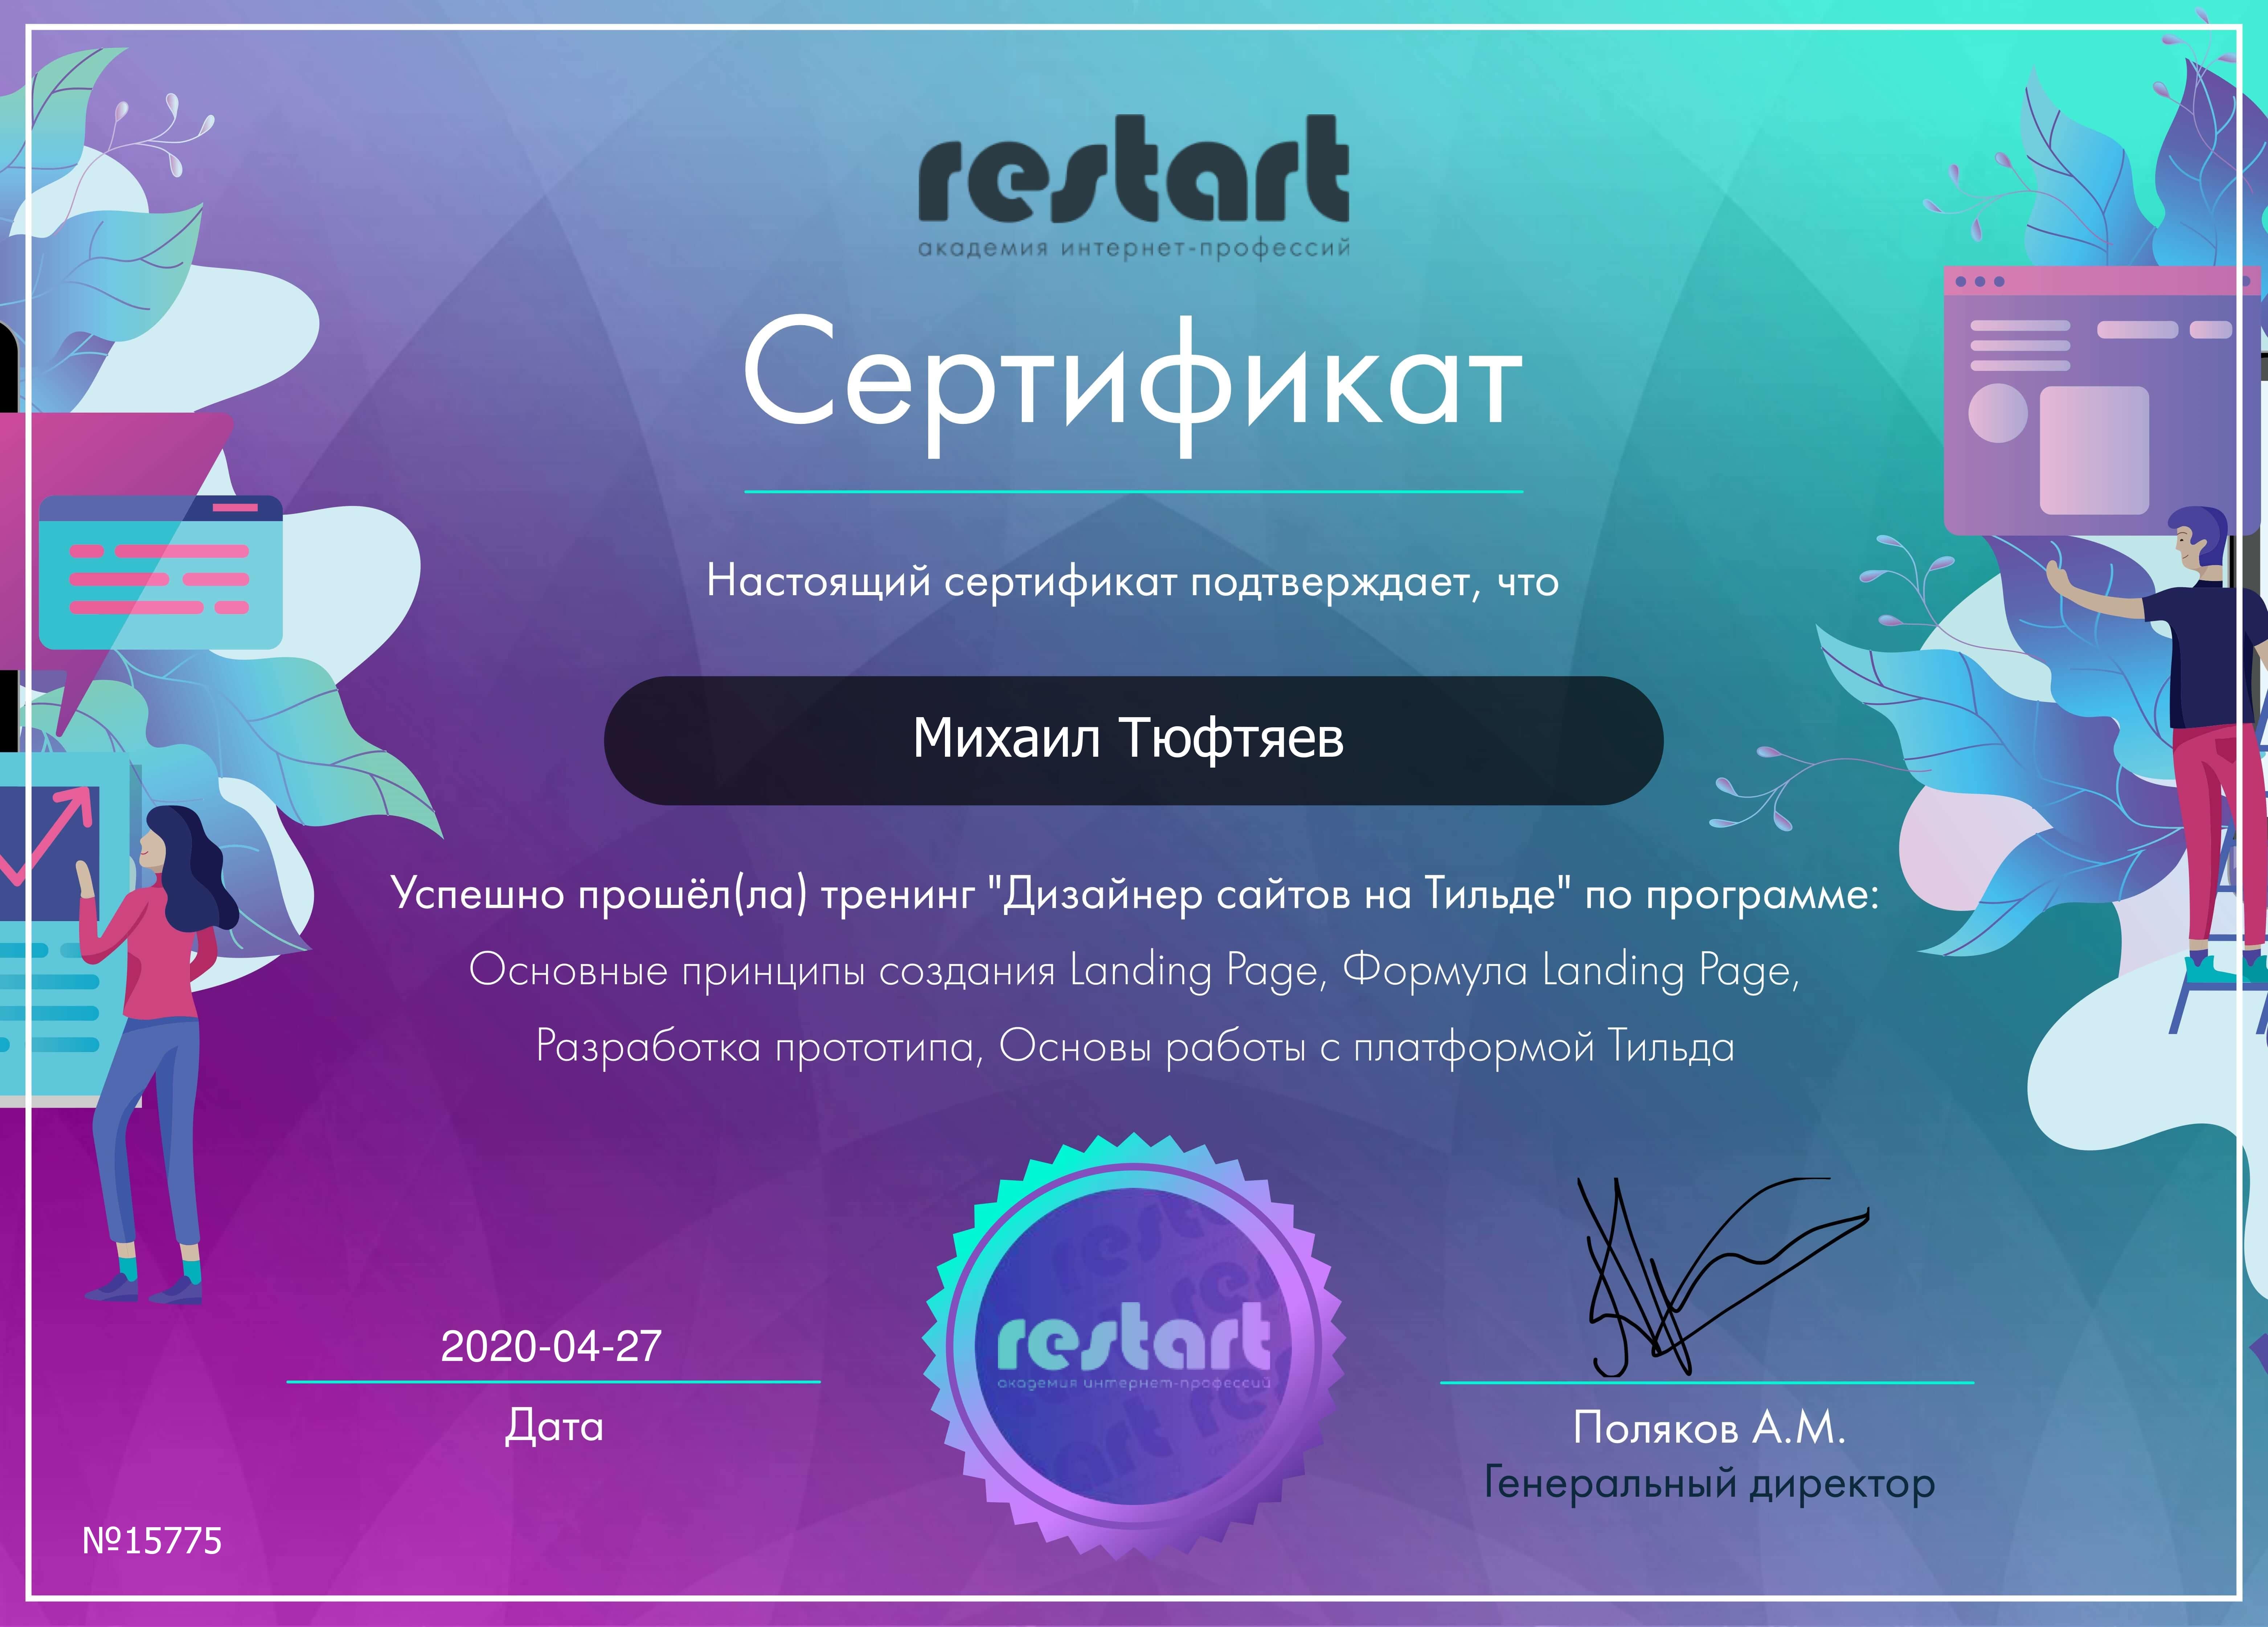 restart
академия интернет-профессий
Сертификат
Настоящий сертификат подтверждает, что
Михаил Тюфтяев
Успешно прошёл(ла) тренинг "Дизайнер сайтов на Тильде" по программе:
Основные принципы создания Landing Page, Формула Landing Page,
Разработка прототипа, Основы работы с платформой Тильда
restart
академия интернет-профессий
2020-04-27
Дата
Поляков А.М.
Генеральный директор
№15775